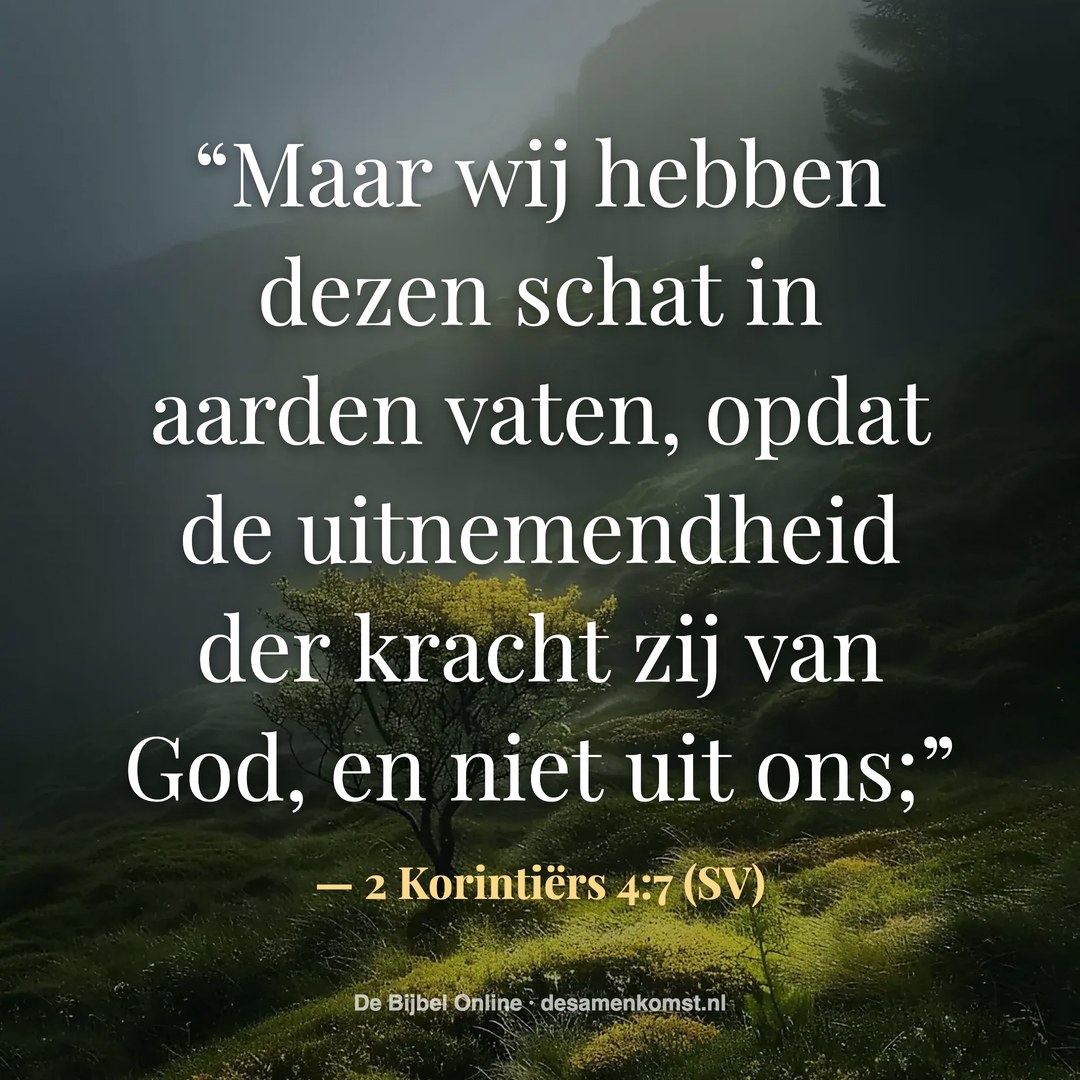 “Maar wij hebben
dezen schat in
aarden vaten, opdat
de uitnemendheid
der kracht zij van
God, en niet uit ons;”
— 2 Korintiërs 4:7 (SV)
De Bijbel Online · desamenkomst.nl